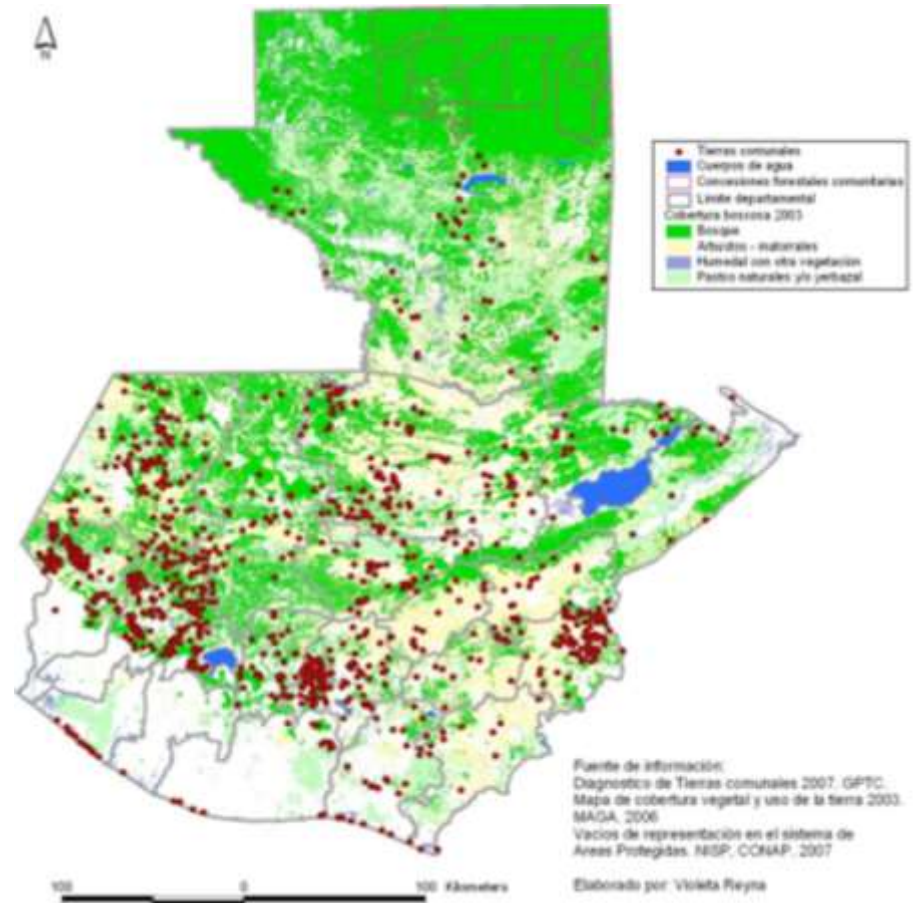 N
Tierras comunales
Cuerpos de agua
Concesiones forestales comunitarias
Limite departamental
Cobertura boscosa 2003
Bosque
Arbustos - matorrales
Humedal con otra vegetación
Pastos naturales y/o yerbazal
Fuente de información:
Diagnostico de Tierras comunales 2007. GPTC.
Mapa de cobertura vegetal y uso de la tierra 2003.
MAGA, 2006
Vacios de representación en el sistema de
Areas Protegidas. NISP, CONAP, 2007
Elaborado por: Violeta Reyna
100 0 100 Kilometers